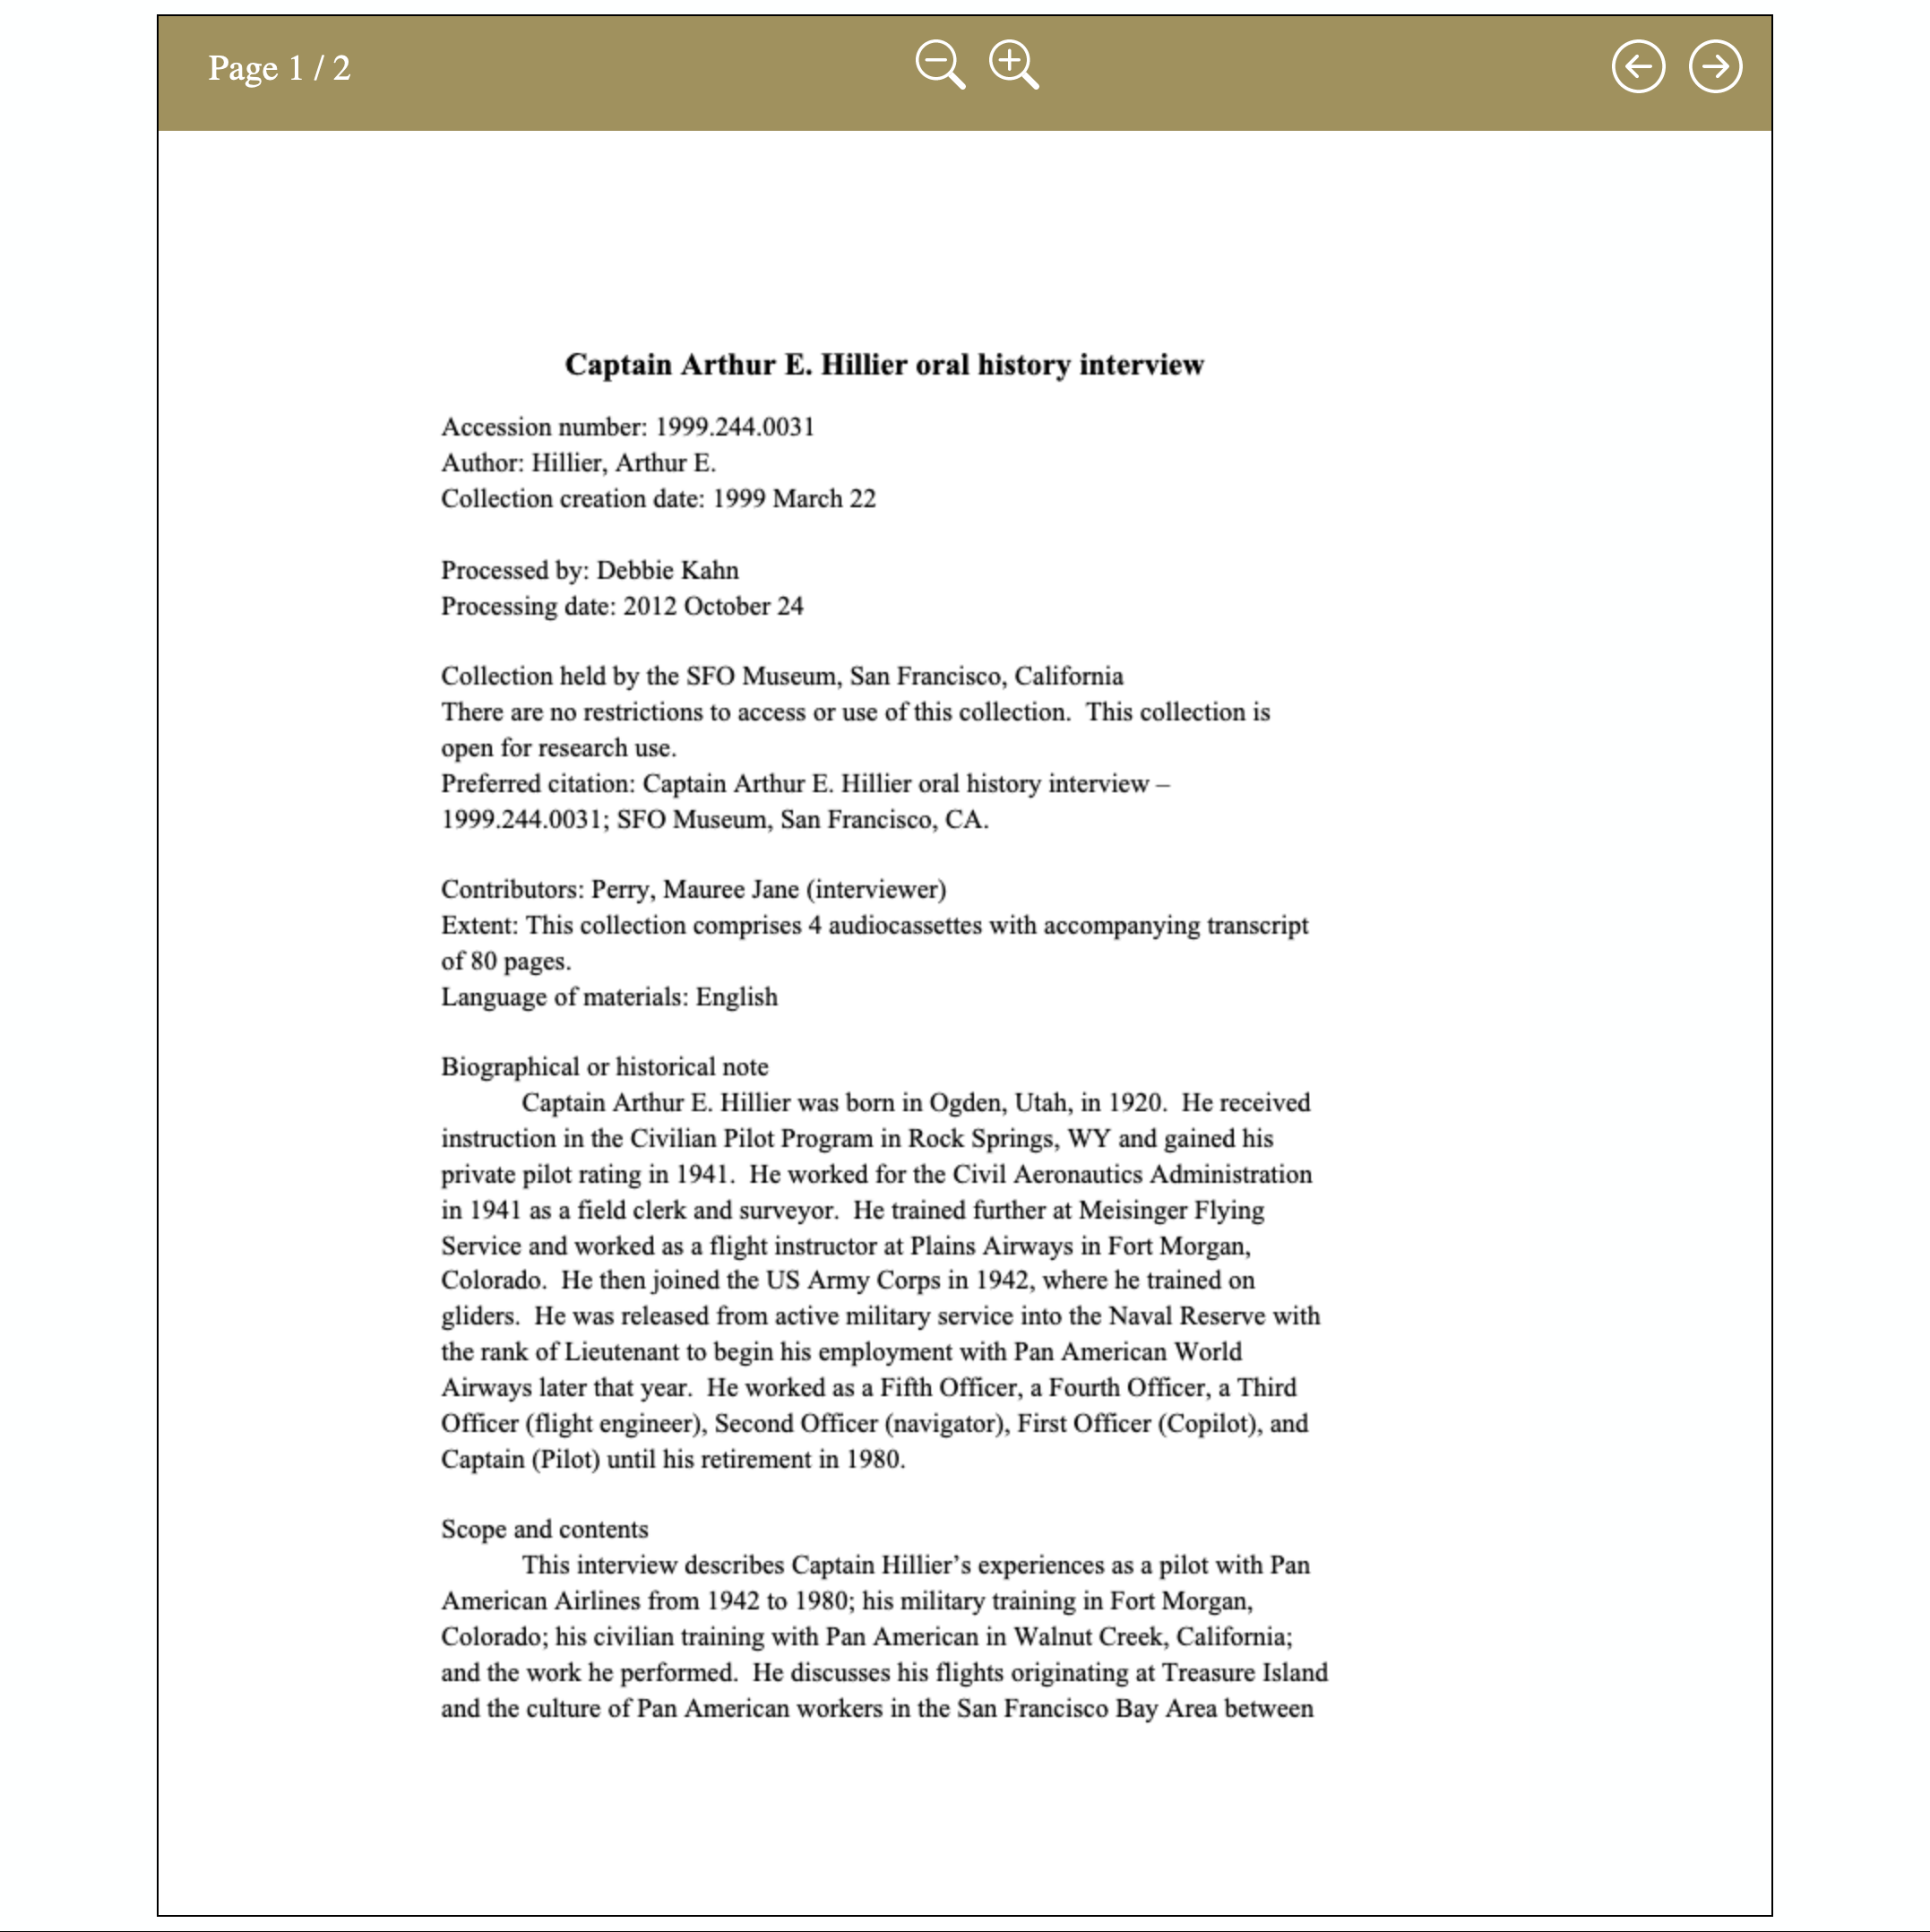 Page 1 / 2
Captain Arthur E. Hillier oral history interview
Accession number: 1999.244.0031
Author: Hillier, Arthur E.
Collection creation date: 1999 March 22
Processed by: Debbie Kahn
Processing date: 2012 October 24
Collection held by the SFO Museum, San Francisco, California
There are no restrictions to access or use of this collection.  This collection is
open for research use.
Preferred citation: Captain Arthur E. Hillier oral history interview –
1999.244.0031; SFO Museum, San Francisco, CA.
Contributors: Perry, Mauree Jane (interviewer)
Extent: This collection comprises 4 audiocassettes with accompanying transcript
of 80 pages.
Language of materials: English
Biographical or historical note
Captain Arthur E. Hillier was born in Ogden, Utah, in 1920.  He received
instruction in the Civilian Pilot Program in Rock Springs, WY and gained his
private pilot rating in 1941.  He worked for the Civil Aeronautics Administration
in 1941 as a field clerk and surveyor.  He trained further at Meisinger Flying
Service and worked as a flight instructor at Plains Airways in Fort Morgan,
Colorado.  He then joined the US Army Corps in 1942, where he trained on
gliders.  He was released from active military service into the Naval Reserve with
the rank of Lieutenant to begin his employment with Pan American World
Airways later that year.  He worked as a Fifth Officer, a Fourth Officer, a Third
Officer (flight engineer), Second Officer (navigator), First Officer (Copilot), and
Captain (Pilot) until his retirement in 1980.
Scope and contents
This interview describes Captain Hillier’s experiences as a pilot with Pan
American Airlines from 1942 to 1980; his military training in Fort Morgan,
Colorado; his civilian training with Pan American in Walnut Creek, California;
and the work he performed.  He discusses his flights originating at Treasure Island
and the culture of Pan American workers in the San Francisco Bay Area between